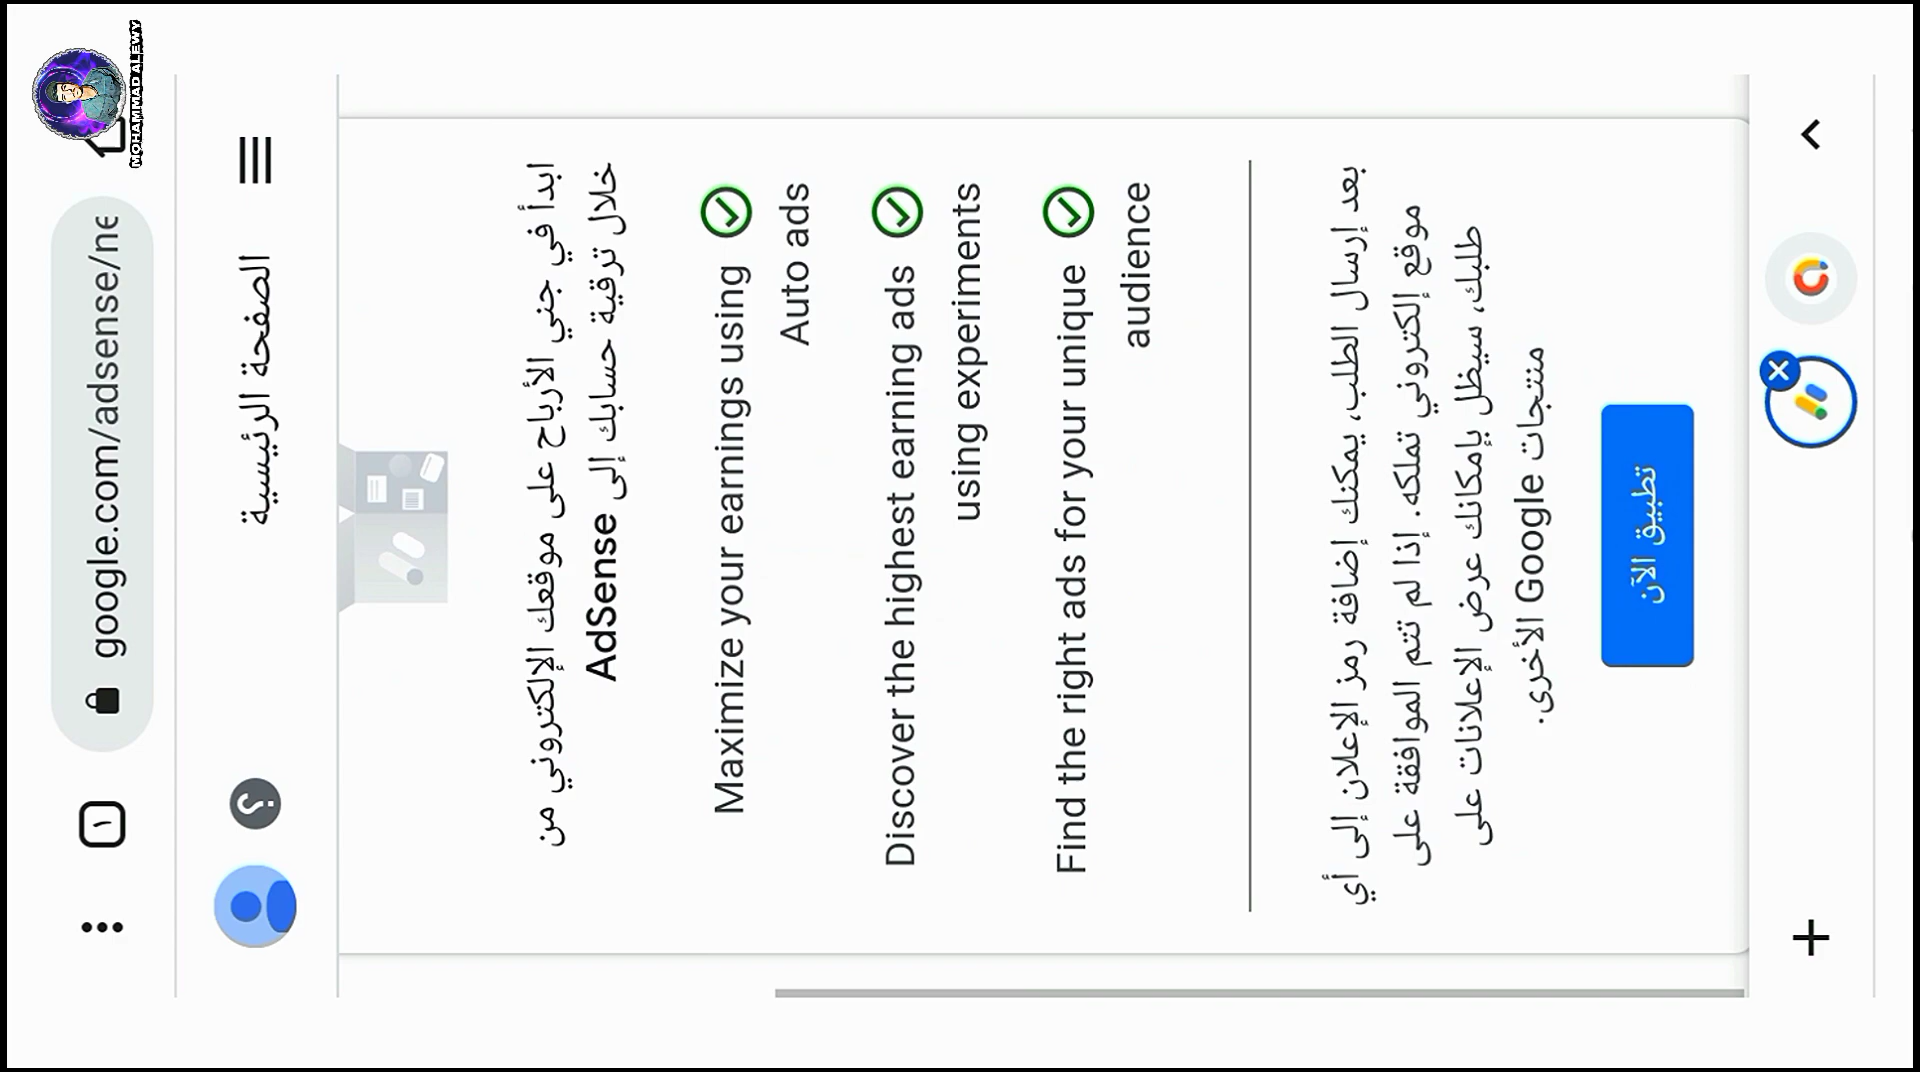 MOHAMMAD ALEWY
google.com/adsense/ne
١
الصفحة الرئيسية
؟
ابدأ في جني الأرباح على موقعك الإلكتروني من
خلال ترقية حسابك إلى AdSense
Maximize your earnings using
Auto ads
Discover the highest earning ads
using experiments
Find the right ads for your unique
audience
بعد إرسال الطلب، يمكنك إضافة رمز الإعلان إلى أي
موقع إلكتروني تملكه. إذا لم تتم الموافقة على
طلبك، سيظل بإمكانك عرض الإعلانات على
منتجات Google الأخرى.
تطبيق الآن